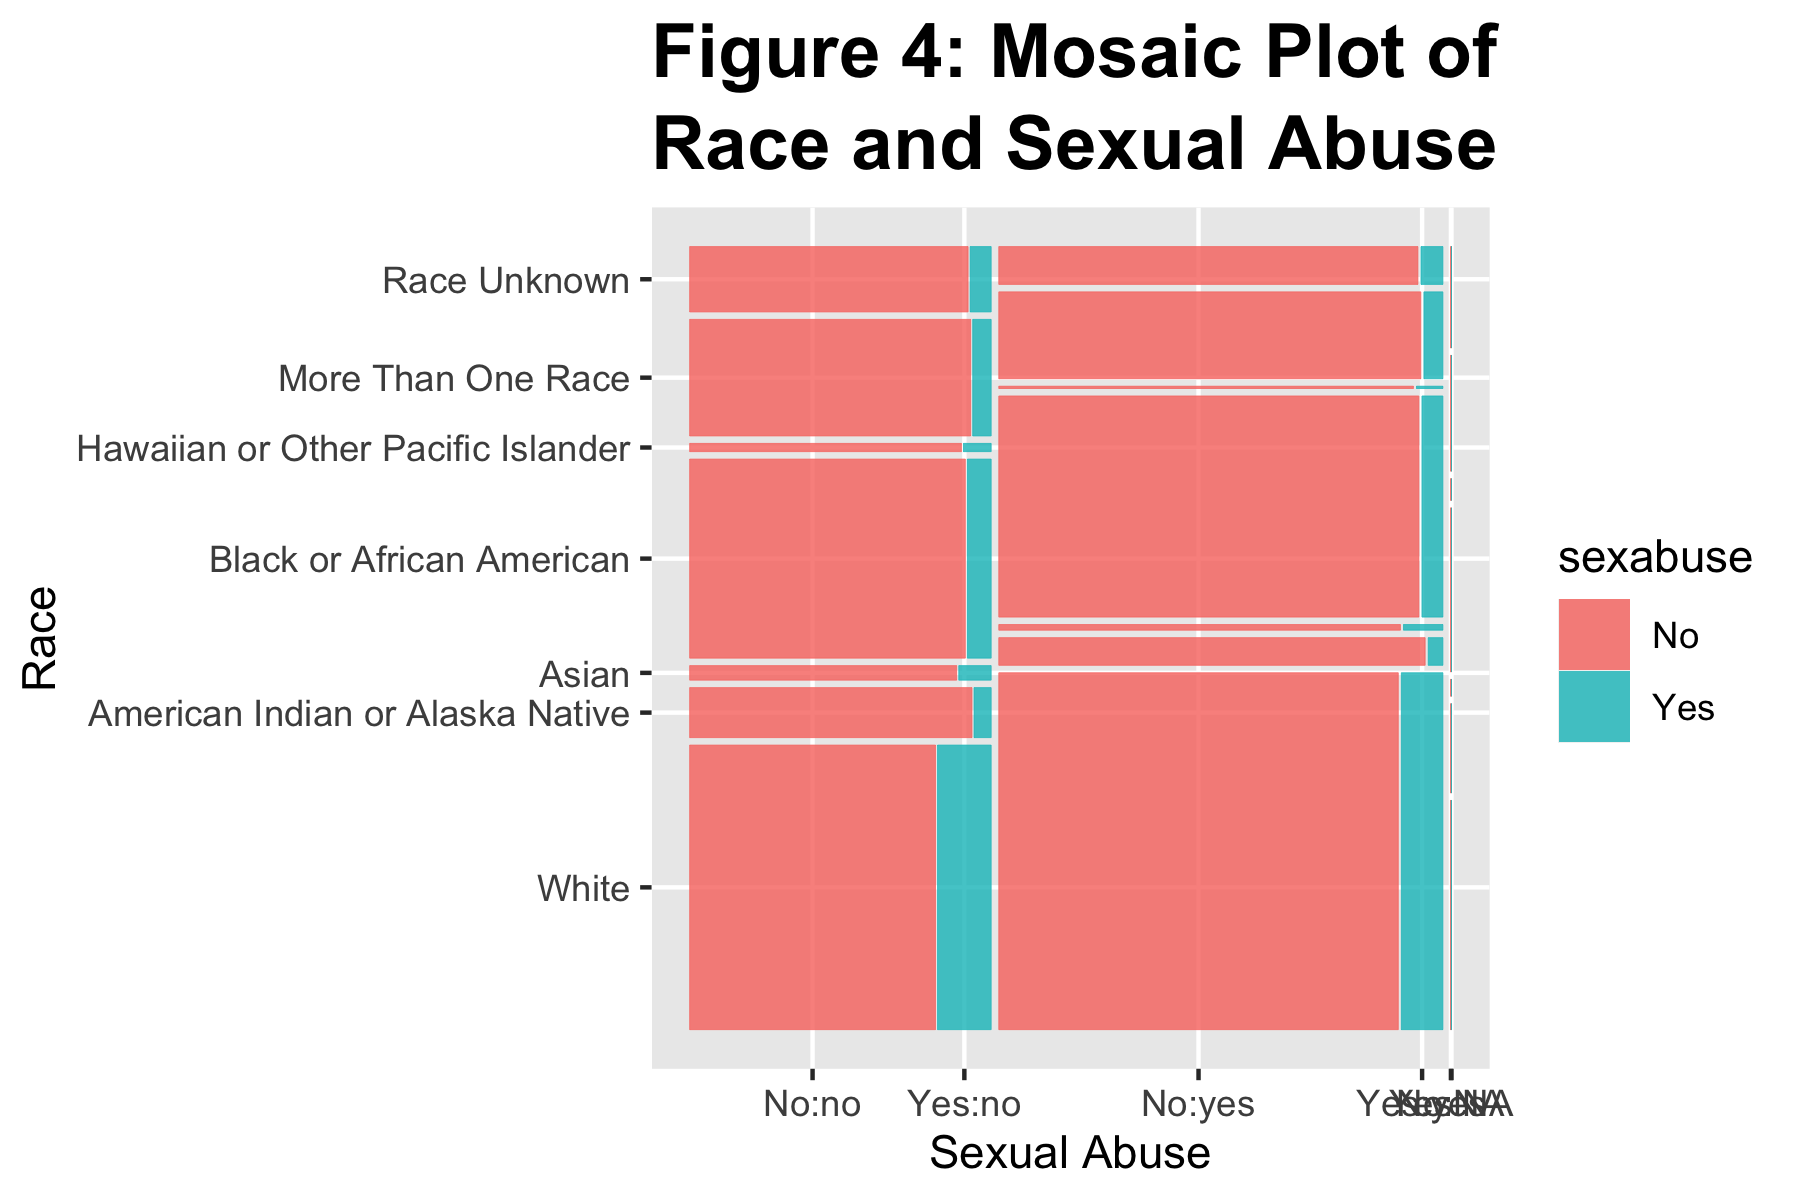 Figure 4: Mosaic Plot of
Race and Sexual Abuse
Race Unknown
More Than One Race
Hawaiian or Other Pacific Islander
Black or African American
Asian
American Indian or Alaska Native
White
Race
No:no Yes:no No:yes
Sexual Abuse
sexabuse
No
Yes